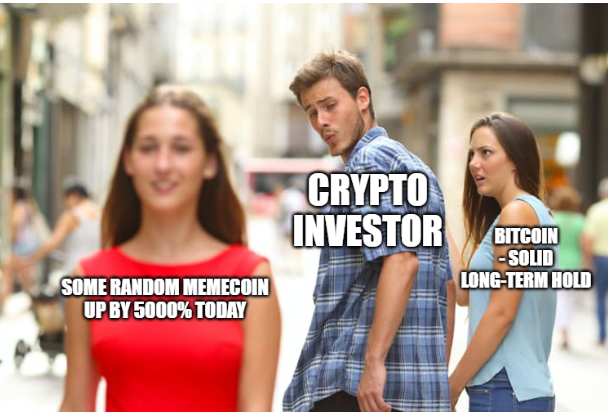 SOME RANDOM MEMECOIN
UP BY 5000% TODAY
CRYPTO
INVESTOR
BITCOIN
- SOLID
LONG-TERM HOLD